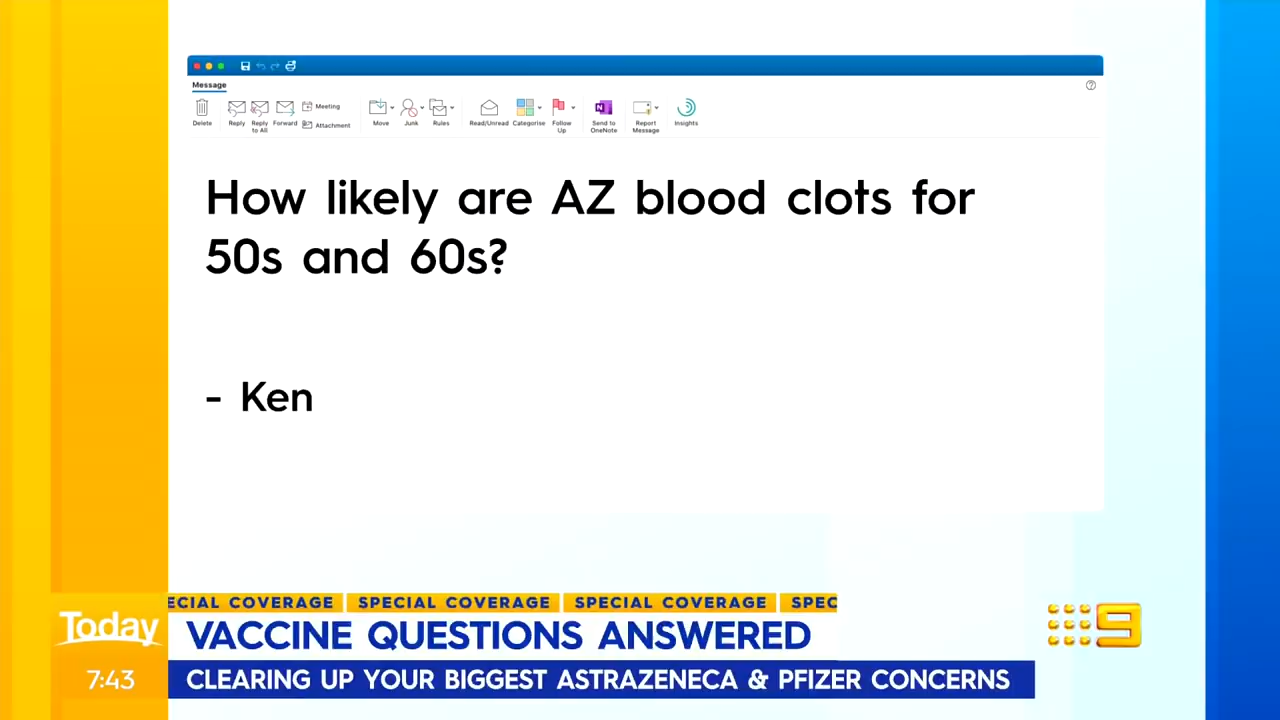 Message
Delete
Reply
Reply to All
Forward
Meeting
Attachment
Move
Junk
Rules
Read/Unread
Categorise
Follow Up
Send to OneNote
Report Message
Insights
How likely are AZ blood clots for
50s and 60s?
- Ken
ECIAL COVERAGE SPECIAL COVERAGE SPECIAL COVERAGE SPEC
Today
VACCINE QUESTIONS ANSWERED
7:43
CLEARING UP YOUR BIGGEST ASTRAZENECA & PFIZER CONCERNS
9